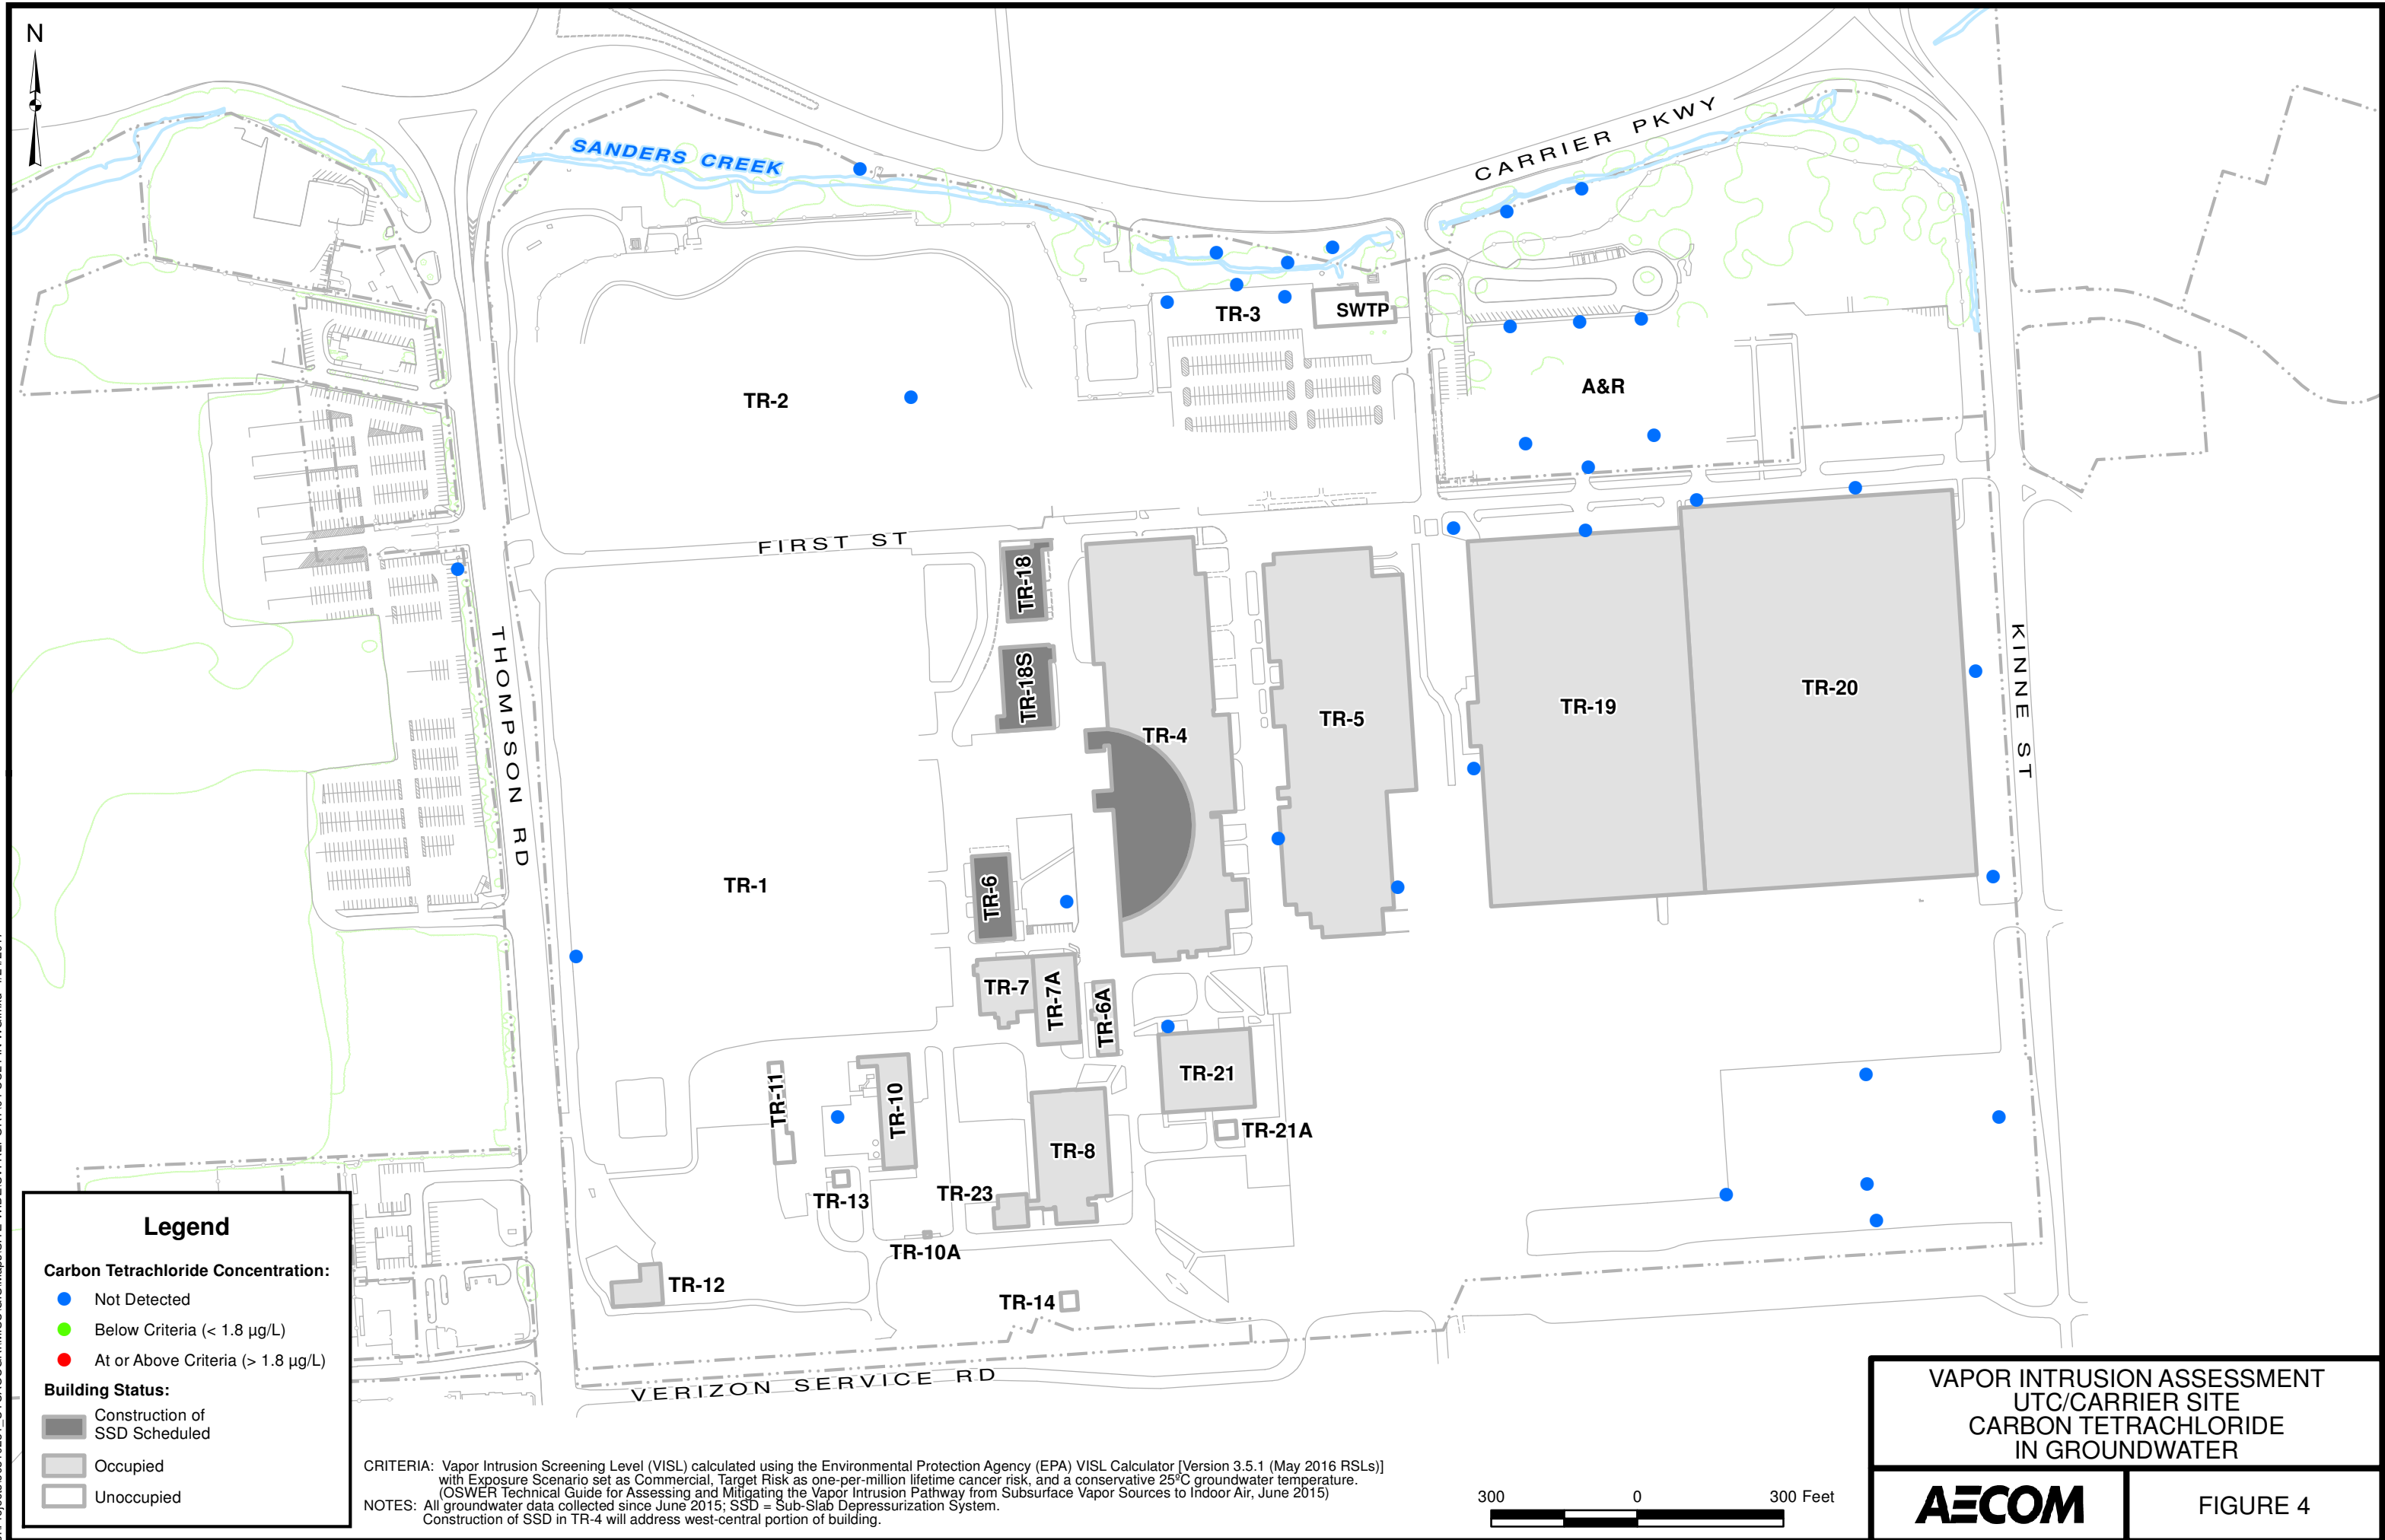 N
SANDERS CREEK
CARRIER PKWY
TR-3
SWTP
TR-2
A&R
FIRST ST
TR-18
TR-18S
THOMPSON RD
KINNE ST
TR-4
TR-5
TR-19
TR-20
TR-1
TR-6
TR-7
TR-7A
TR-6A
TR-21
TR-11
TR-10
TR-21A
TR-8
TR-13
TR-23
TR-10A
TR-12
TR-14
VERIZON SERVICE RD
Legend
Carbon Tetrachloride Concentration:
Not Detected
Below Criteria (< 1.8 µg/L)
At or Above Criteria (> 1.8 µg/L)
Building Status:
Construction of
SSD Scheduled
Occupied
Unoccupied
CRITERIA: Vapor Intrusion Screening Level (VISL) calculated using the Environmental Protection Agency (EPA) VISL Calculator [Version 3.5.1 (May 2016 RSLs)]
with Exposure Scenario set as Commercial, Target Risk as one-per-million lifetime cancer risk, and a conservative 25ºC groundwater temperature.
(OSWER Technical Guide for Assessing and Mitigating the Vapor Intrusion Pathway from Subsurface Vapor Sources to Indoor Air, June 2015)
NOTES: All groundwater data collected since June 2015; SSD = Sub-Slab Depressurization System.
Construction of SSD in TR-4 will address west-central portion of building.
300 0 300 Feet
VAPOR INTRUSION ASSESSMENT
UTC/CARRIER SITE
CARBON TETRACHLORIDE
IN GROUNDWATER
AECOM
FIGURE 4